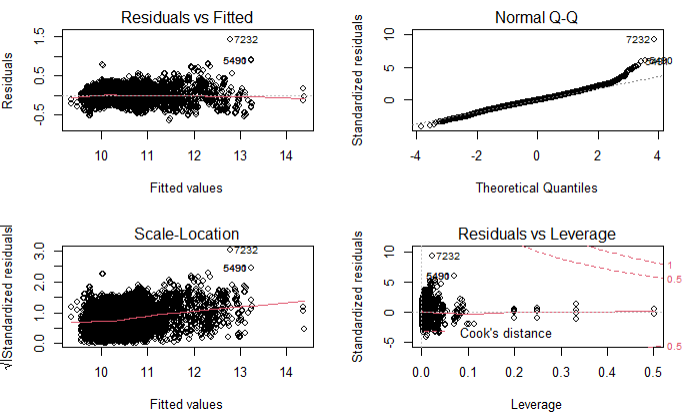 Residuals vs Fitted
Residuals
-0.5 0.5 1.5
7232
10 11 12 13 14
Fitted values
Normal Q-Q
Standardized residuals
0 5 10
7232
-4 -2 0 2 4
Theoretical Quantiles
Scale-Location
√|Standardized residuals|
0.0 1.0 2.0 3.0
7232
10 11 12 13 14
Fitted values
Residuals vs Leverage
Standardized residuals
-5 0 5 10
7232
1
0.5
0.5
Cook's distance
0.0 0.1 0.2 0.3 0.4 0.5
Leverage